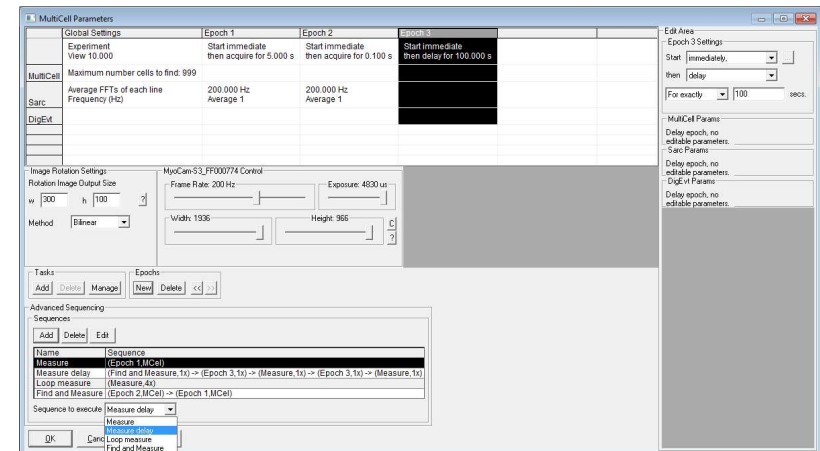 MultiCell Parameters
Global Settings Epoch 1 Epoch 2 Epoch 3
Experiment Start immediate Start immediate Start immediate
View 10.000 then acquire for 5.000 s then acquire for 0.100 s then delay for 100.000 s
MultiCell Maximum number cells to find: 999
Average FFTs of each line 200.000 Hz 200.000 Hz
Sarc Frequency (Hz) Average 1 Average 1
DigEvt
Edit Area
Epoch 3 Settings
Start immediately,
then delay
For exactly 100 secs.
MultiCell Params
Delay epoch, no
editable parameters.
Sarc Params
Delay epoch, no
editable parameters.
DigEvt Params
Delay epoch, no
editable parameters.
Image Rotation Settings
Rotation Image Output Size
w 300 h 100 ?
Method Bilinear
MyoCam-S3_FF000774 Control
Frame Rate: 200 Hz Exposure: 4830 us
Width: 1936 Height: 966 C
?
Tasks Epochs
Add Delete Manage New Delete << >>
Advanced Sequencing
Sequences
Add Delete Edit
Name Sequence
Measure (Epoch 1,MCel)
Measure delay (Find and Measure,1x) -> (Epoch 3,1x) -> (Measure,1x) -> (Epoch 3,1x) -> (Measure,1x)
Loop measure (Measure,4x)
Find and Measure (Epoch 2,MCel) -> (Epoch 1,MCel)
Sequence to execute Measure delay
Measure
Measure delay
Loop measure
Find and Measure
OK Canc